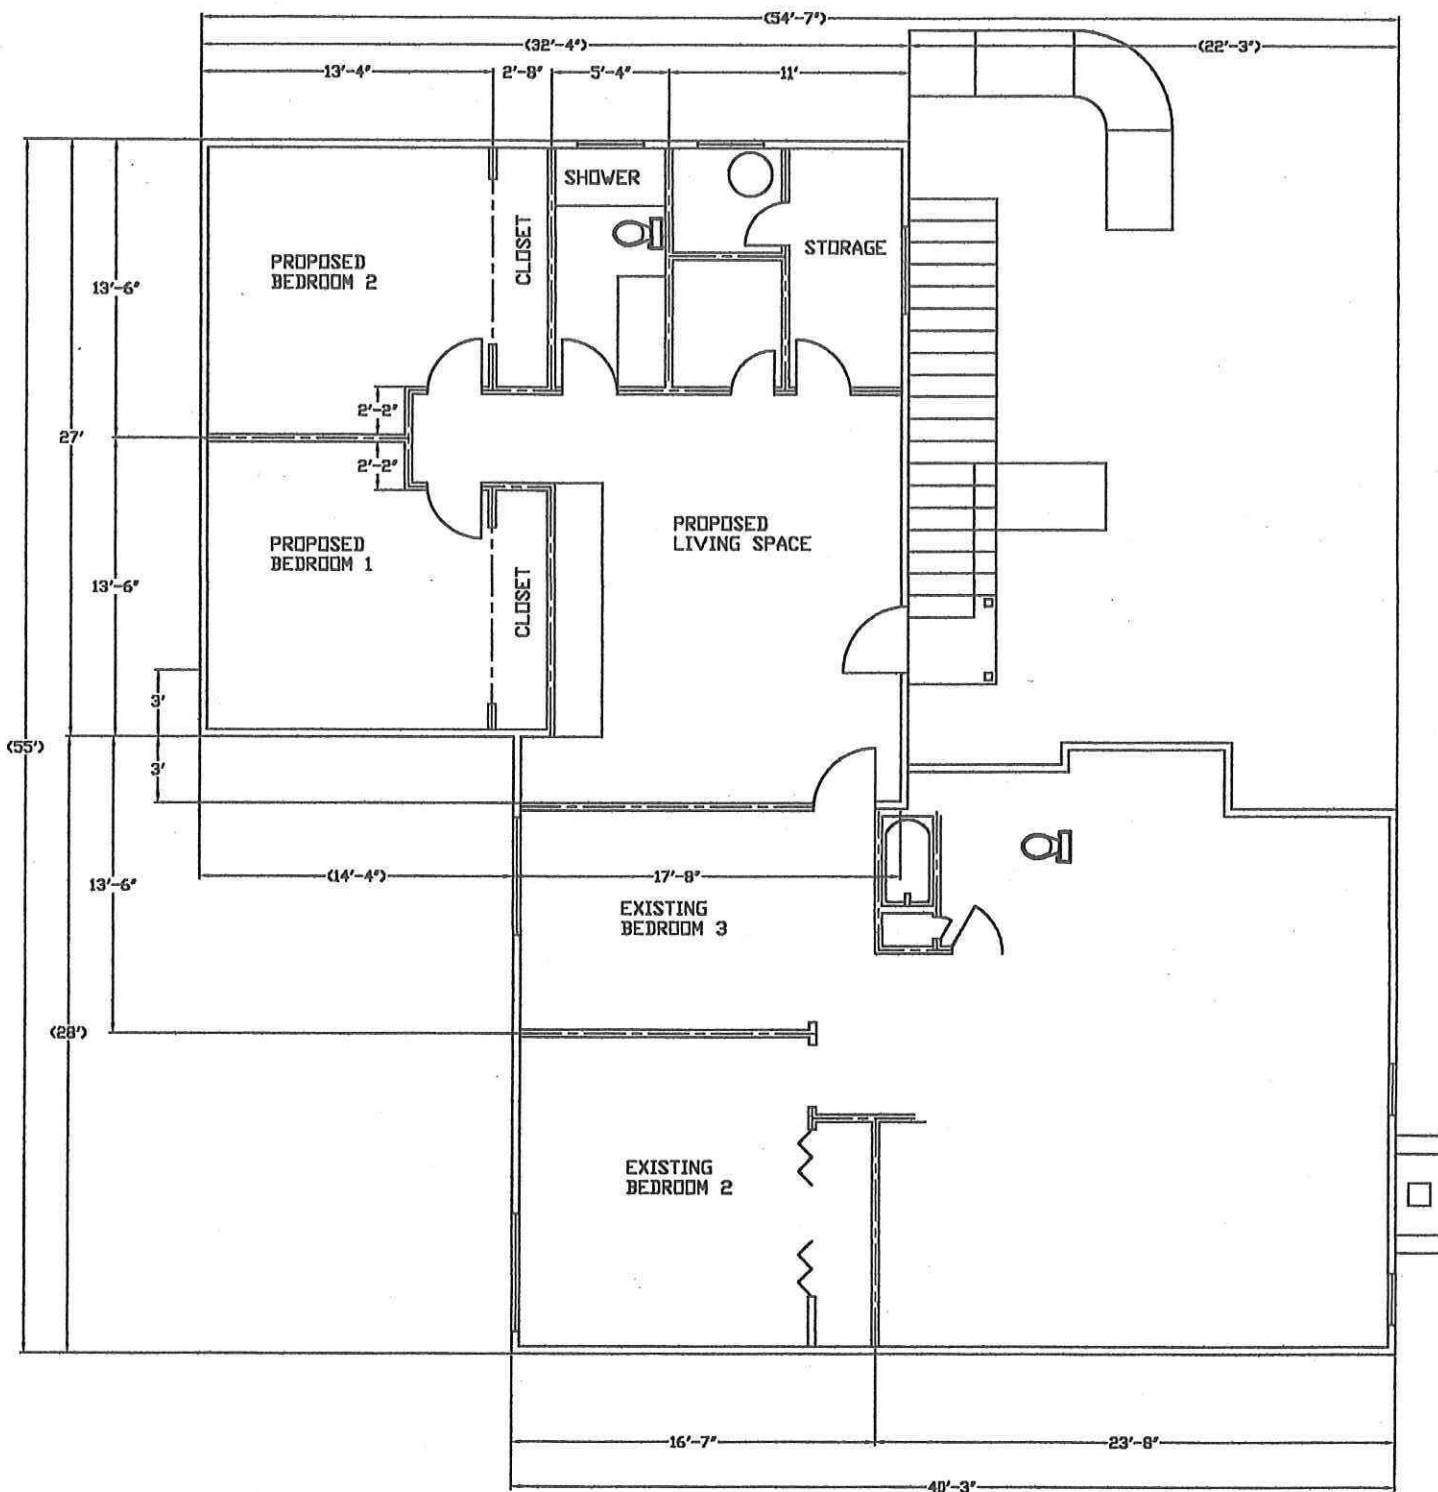 (54'-7")
(32'-4")
(22'-3")
13'-4"
2'-8"
5'-4"
11'
SHOWER
CLOSET
STORAGE
PROPOSED
BEDROOM 2
13'-6"
2'-2"
27'
2'-2"
PROPOSED
LIVING SPACE
PROPOSED
BEDROOM 1
13'-6"
CLOSET
3'
(55')
3'
13'-6"
(14'-4")
17'-8"
EXISTING
BEDROOM 3
(28')
EXISTING
BEDROOM 2
16'-7"
23'-8"
40'-3"